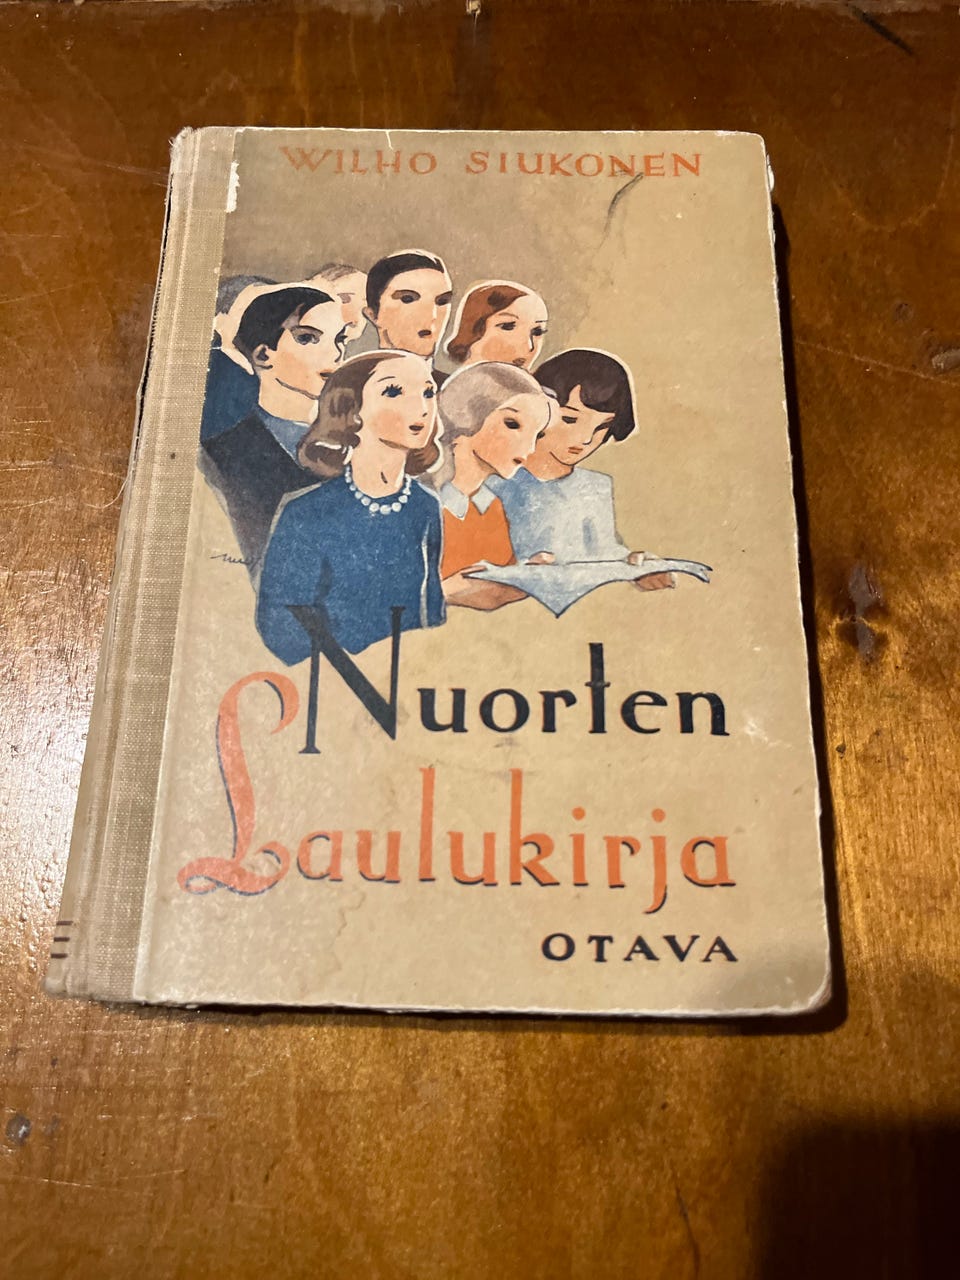 WILHO SIUKONEN
Nuorten
Laulukirja
OTAVA